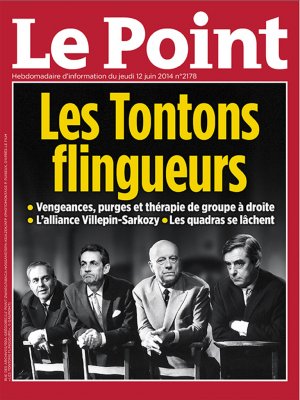 Le Point
Hebdomadaire d'information du jeudi 12 juin 2014 n°2178
Les Tontons
flingueurs
• Vengeances, purges et thérapie de groupe à droite
• L'alliance Villepin-Sarkozy • Les quadras se lâchent